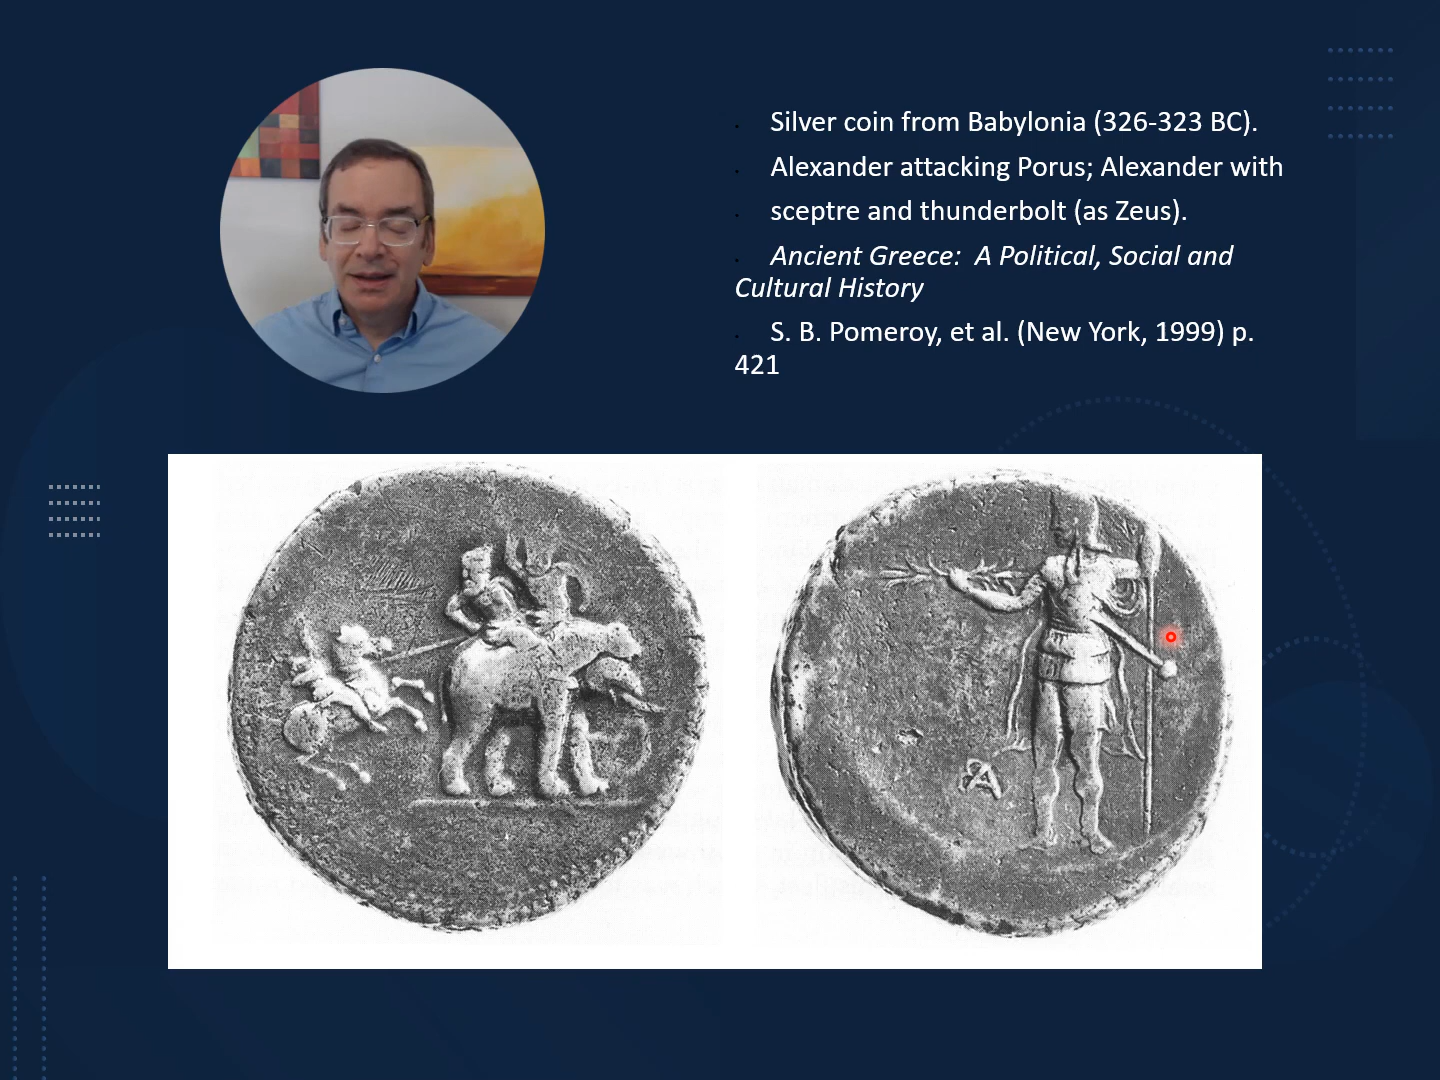 Silver coin from Babylonia (326-323 BC).
Alexander attacking Porus; Alexander with
sceptre and thunderbolt (as Zeus).
Ancient Greece:  A Political, Social and
Cultural History
S. B. Pomeroy, et al. (New York, 1999) p.
421